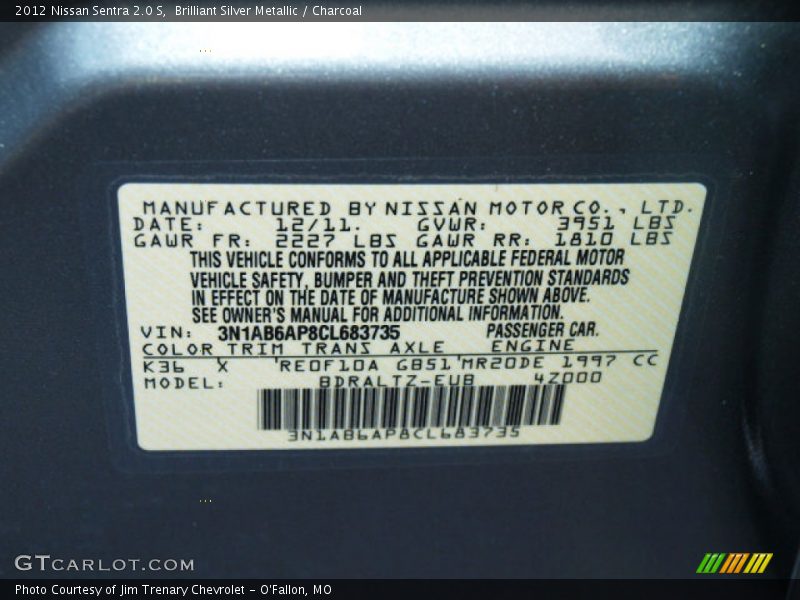 2012 Nissan Sentra 2.0 S,  Brilliant Silver Metallic / Charcoal
MANUFACTURED BY NISSAN MOTOR CO., LTD.
DATE: 12/11. GVWR: 3951 LBS
GAWR FR: 2227 LBS GAWR RR: 1810 LBS
THIS VEHICLE CONFORMS TO ALL APPLICABLE FEDERAL MOTOR
VEHICLE SAFETY, BUMPER AND THEFT PREVENTION STANDARDS
IN EFFECT ON THE DATE OF MANUFACTURE SHOWN ABOVE.
SEE OWNER'S MANUAL FOR ADDITIONAL INFORMATION.
VIN: 3N1AB6AP8CL683735 PASSENGER CAR.
COLOR TRIM TRANS AXLE ENGINE
K36 X 'RE0F10A GB51'MR20DE 1997 CC
MODEL: BDRALTZ-EUB 4Z000
3N1AB6AP8CL683735
GTCARLOT.COM
Photo Courtesy of Jim Trenary Chevrolet - O'Fallon, MO